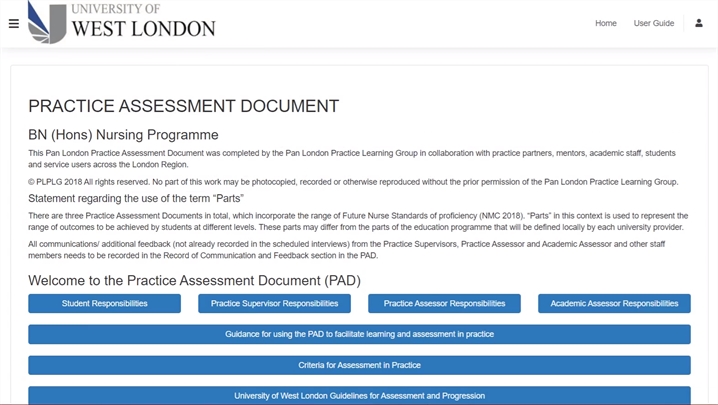 UNIVERSITY OF
WEST LONDON
Home User Guide
PRACTICE ASSESSMENT DOCUMENT
BN (Hons) Nursing Programme
This Pan London Practice Assessment Document was completed by the Pan London Practice Learning Group in collaboration with practice partners, mentors, academic staff, students
and service users across the London Region.
© PLPLG 2018 All rights reserved. No part of this work may be photocopied, recorded or otherwise reproduced without the prior permission of the Pan London Practice Learning Group.
Statement regarding the use of the term “Parts”
There are three Practice Assessment Documents in total, which incorporate the range of Future Nurse Standards of proficiency (NMC 2018). “Parts” in this context is used to represent the
range of outcomes to be achieved by students at different levels. These parts may differ from the parts of the education programme that will be defined locally by each university provider.
All communications/ additional feedback (not already recorded in the scheduled interviews) from the Practice Supervisors, Practice Assessor and Academic Assessor and other staff
members needs to be recorded in the Record of Communication and Feedback section in the PAD.
Welcome to the Practice Assessment Document (PAD)
Student Responsibilities Practice Supervisor Responsibilities Practice Assessor Responsibilities Academic Assessor Responsibilities
Guidance for using the PAD to facilitate learning and assessment in practice
Criteria for Assessment in Practice
University of West London Guidelines for Assessment and Progression